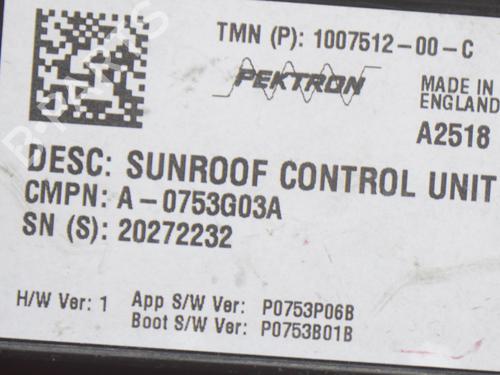 TMN (P): 1007512-00-C
PEKTRON
MADE IN
ENGLAND
A2518
DESC: SUNROOF CONTROL UNIT
CMPN: A-0753G03A
SN (S): 20272232
H/W Ver: 1 App S/W Ver: P0753P06B
Boot S/W Ver: P0753B01B
B-PARTS